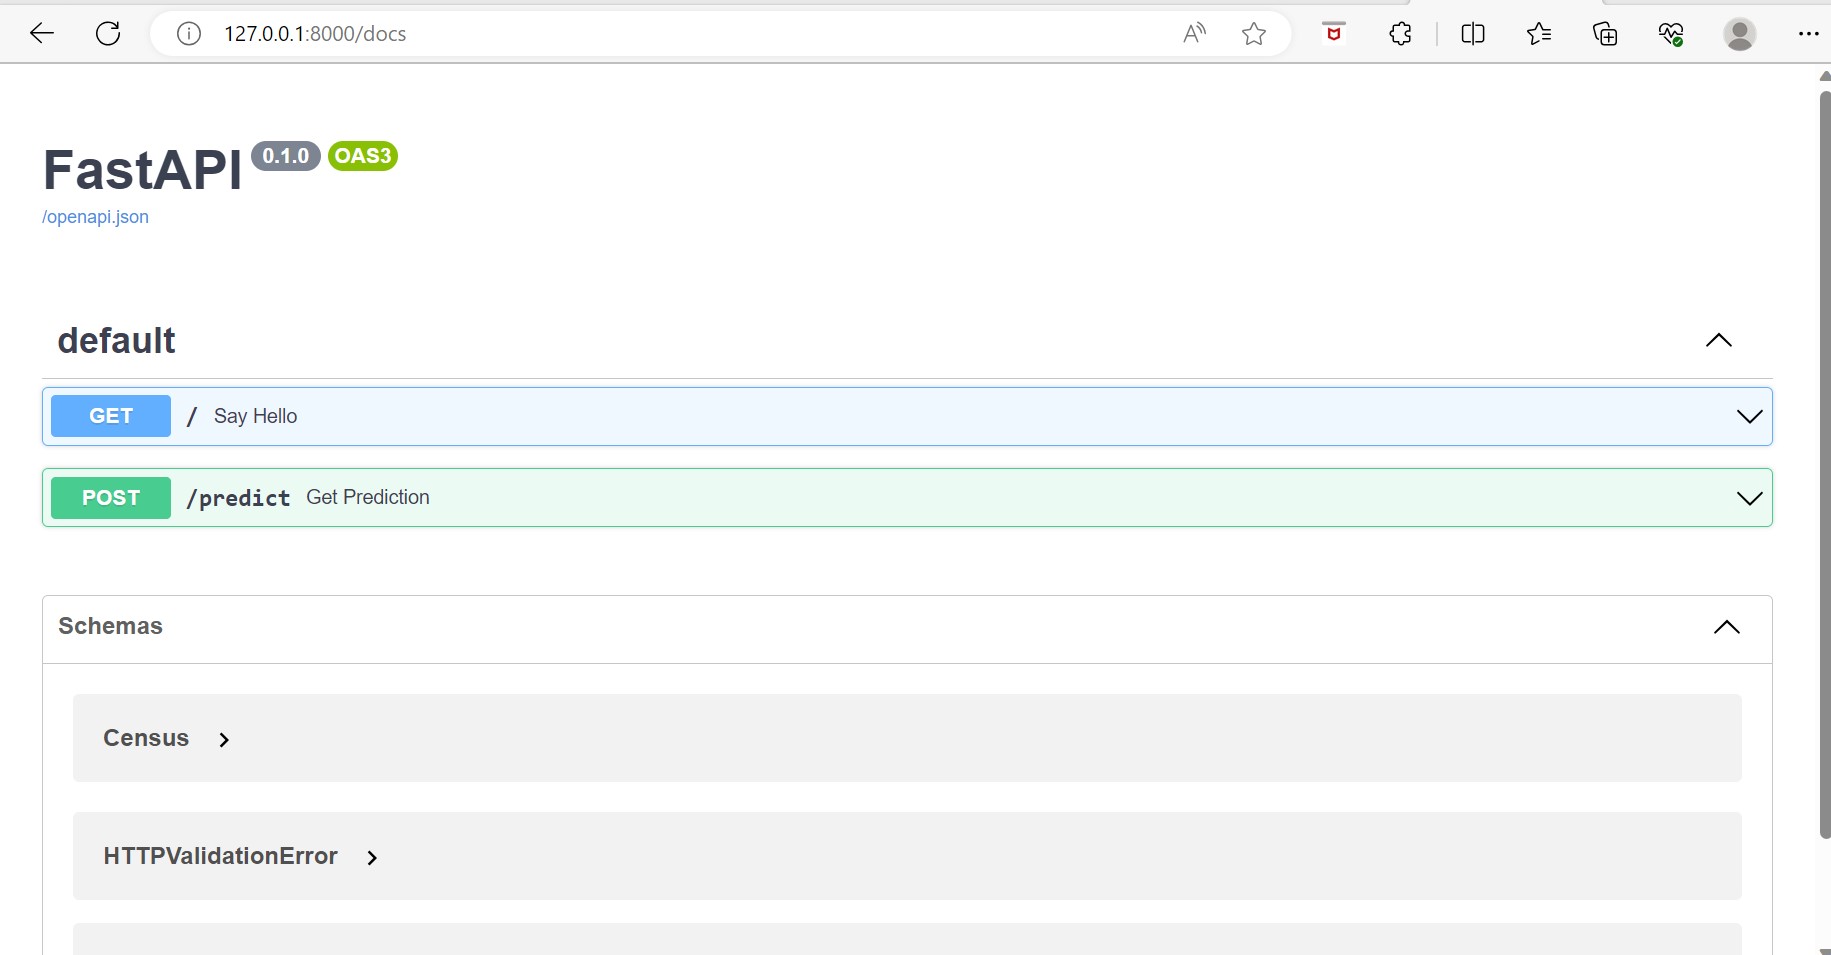 127.0.0.1:8000/docs
FastAPI 0.1.0 OAS3
/openapi.json
default
GET / Say Hello
POST /predict Get Prediction
Schemas
Census
HTTPValidationError